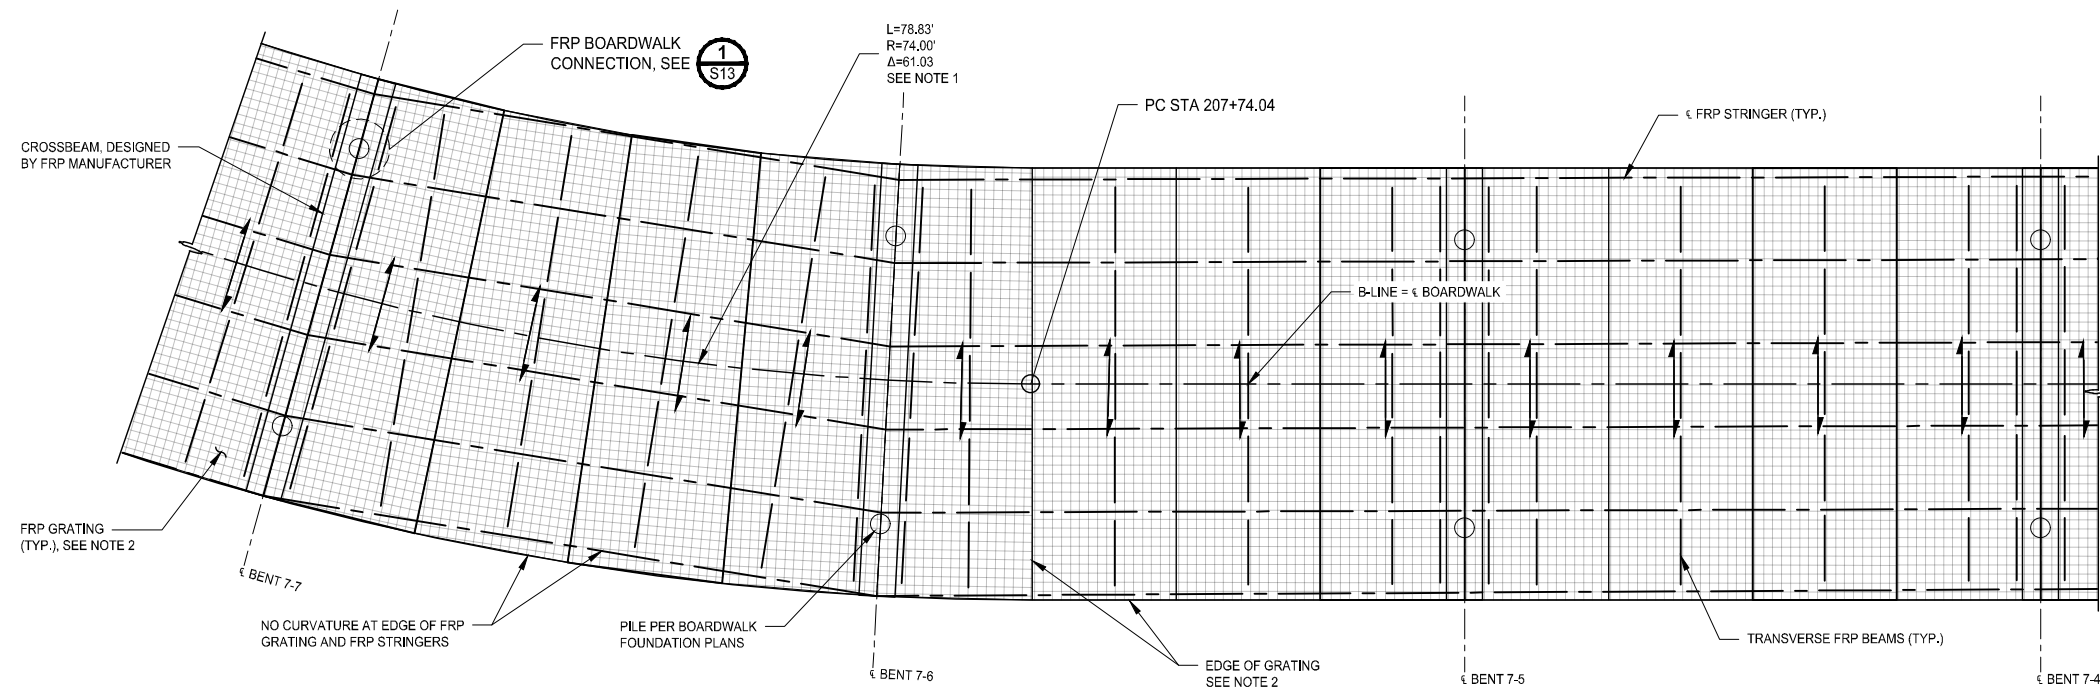 L=78.83'
R=74.00'
Δ=61.03
SEE NOTE 1
FRP BOARDWALK
CONNECTION, SEE
1
S13
PC STA 207+74.04
℄ FRP STRINGER (TYP.)
CROSSBEAM, DESIGNED
BY FRP MANUFACTURER
B-LINE = ℄ BOARDWALK
FRP GRATING
(TYP.), SEE NOTE 2
℄ BENT 7-7
NO CURVATURE AT EDGE OF FRP
GRATING AND FRP STRINGERS
PILE PER BOARDWALK
FOUNDATION PLANS
℄ BENT 7-6
EDGE OF GRATING
SEE NOTE 2
℄ BENT 7-5
TRANSVERSE FRP BEAMS (TYP.)
℄ BENT 7-4